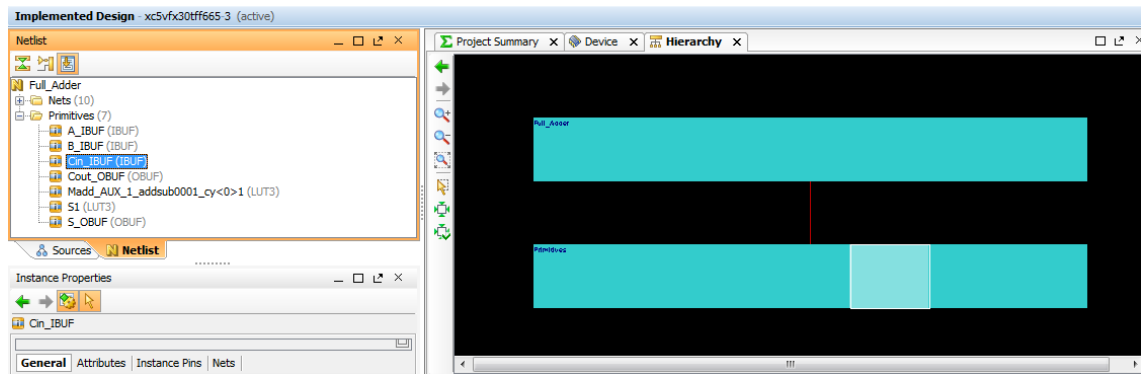 Implemented Design - xc5vfx30tff665-3 (active)
Netlist
Full_Adder
Nets (10)
Primitives (7)
A_IBUF (IBUF)
B_IBUF (IBUF)
Cin_IBUF (IBUF)
Cout_OBUF (OBUF)
Madd_AUX_1_addsub0001_cy<0>1 (LUT3)
S1 (LUT3)
S_OBUF (OBUF)
Sources Netlist
Instance Properties
Cin_IBUF
General Attributes Instance Pins Nets
Project Summary Device Hierarchy
Full_Adder
Primitives